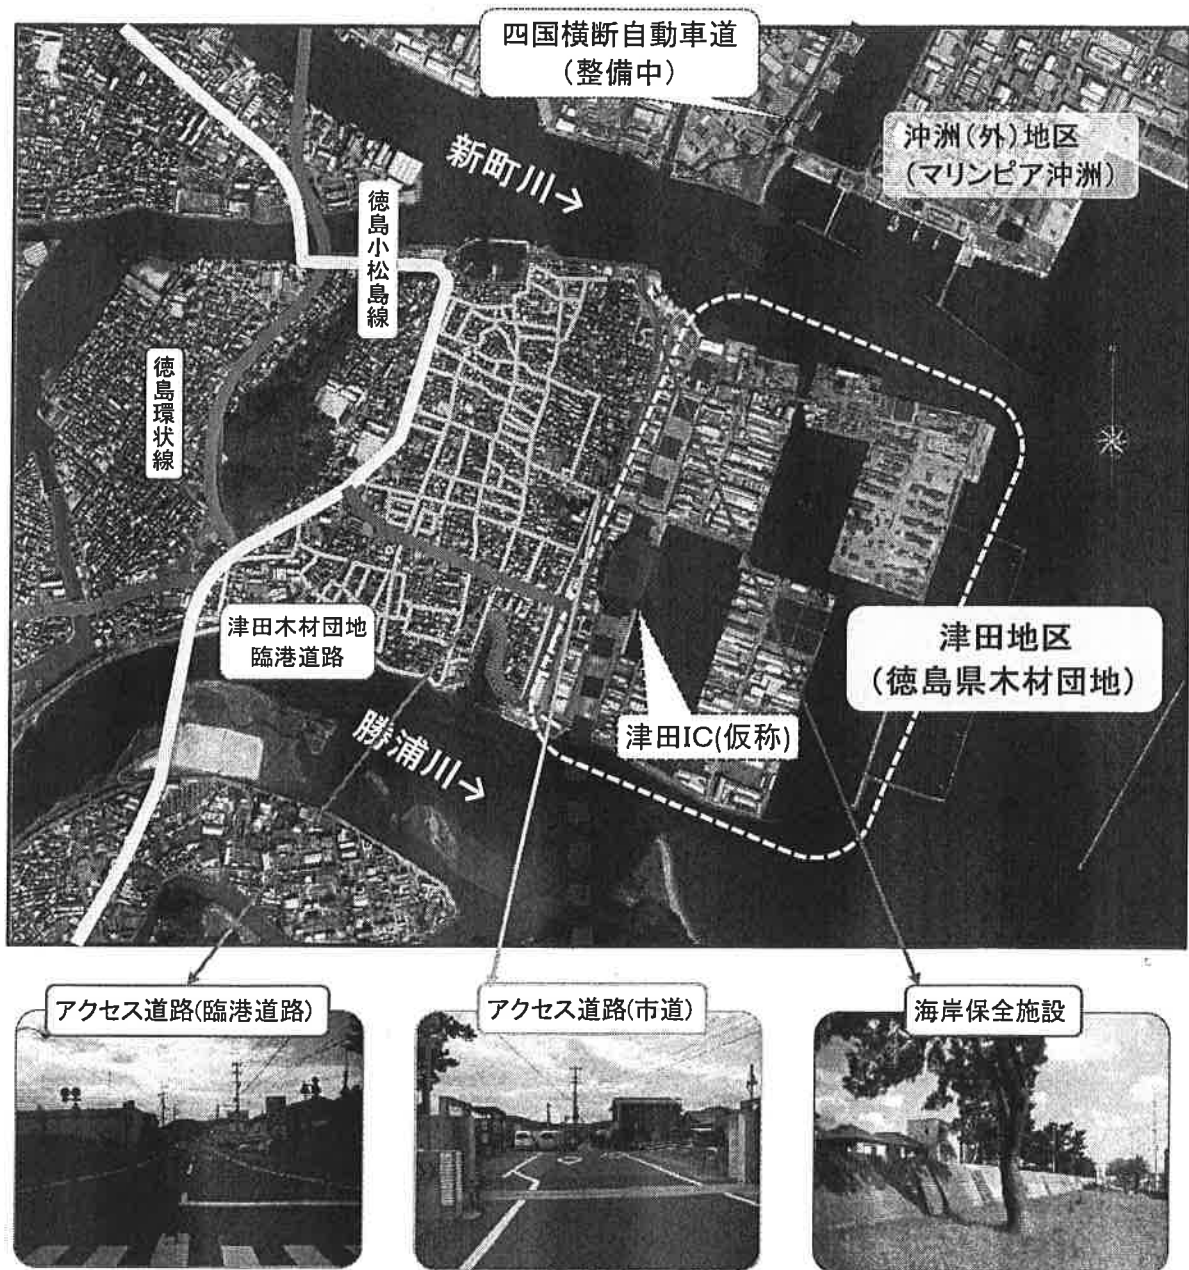 四国横断自動車道
(整備中)
沖洲(外)地区
(マリンピア沖洲)
新町川→
徳島小松島線
徳島環状線
津田木材団地
臨港道路
津田地区
(徳島県木材団地)
津田IC(仮称)
勝浦川→
アクセス道路(臨港道路)
アクセス道路(市道)
海岸保全施設